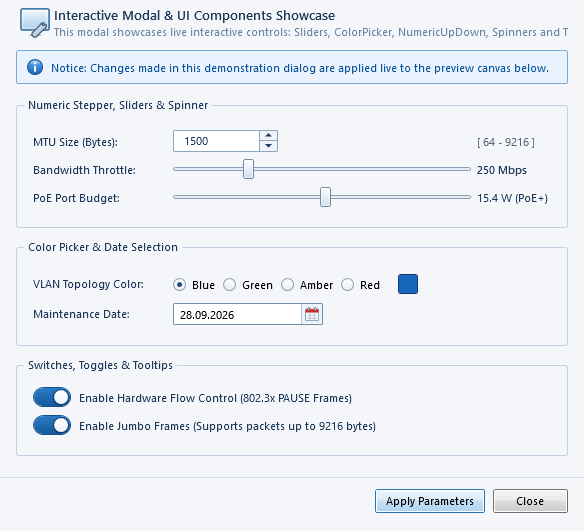 Interactive Modal & UI Components Showcase
This modal showcases live interactive controls: Sliders, ColorPicker, NumericUpDown, Spinners and T
Notice: Changes made in this demonstration dialog are applied live to the preview canvas below.
Numeric Stepper, Sliders & Spinner
MTU Size (Bytes): 1500 [ 64 - 9216 ]
Bandwidth Throttle: 250 Mbps
PoE Port Budget: 15.4 W (PoE+)
Color Picker & Date Selection
VLAN Topology Color: Blue Green Amber Red
Maintenance Date: 28.09.2026
Switches, Toggles & Tooltips
Enable Hardware Flow Control (802.3x PAUSE Frames)
Enable Jumbo Frames (Supports packets up to 9216 bytes)
Apply Parameters Close